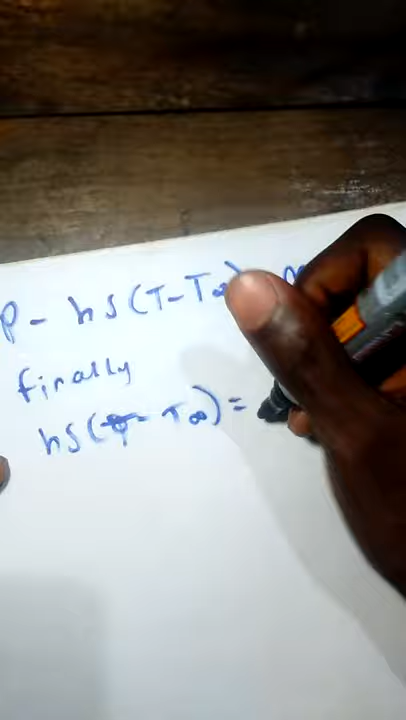 P - hS (T - T∞)
finally
hS ( - T∞) =